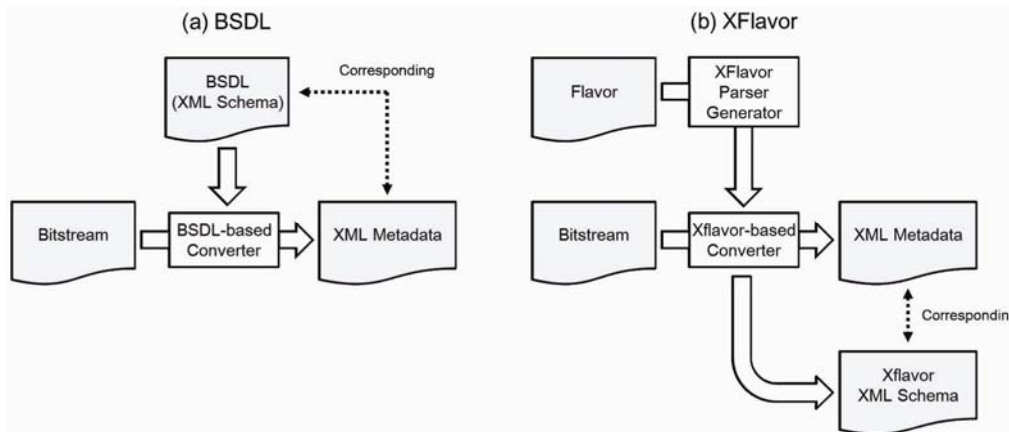 (a) BSDL
BSDL
(XML Schema)
Corresponding
Bitstream
BSDL-based
Converter
XML Metadata
(b) XFlavor
Flavor
XFlavor
Parser
Generator
Bitstream
Xflavor-based
Converter
XML Metadata
Correspondin
Xflavor
XML Schema